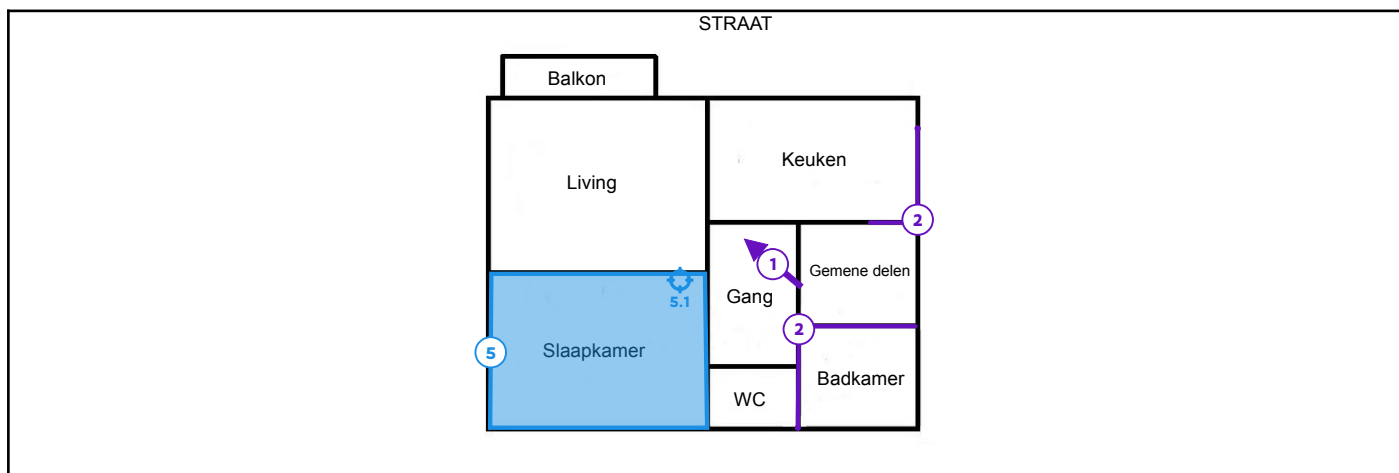 STRAAT
Balkon
Living
Keuken
2
1
Gemene delen
5.1
Gang
2
5
Slaapkamer
Badkamer
WC